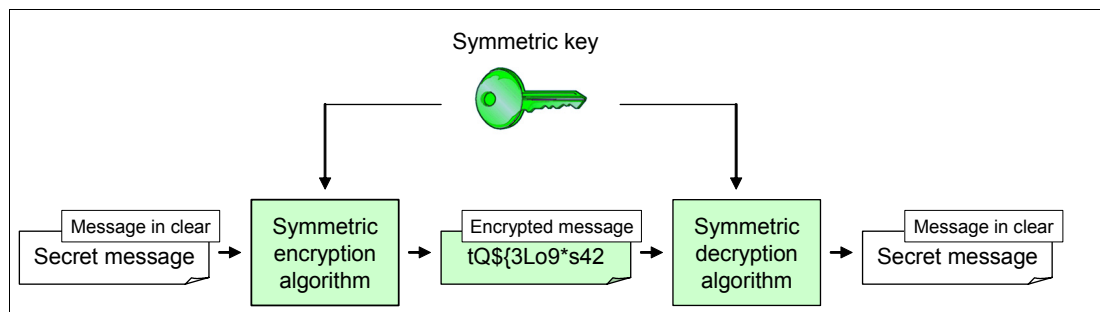 Symmetric key
Message in clear
Secret message
Symmetric
encryption
algorithm
Encrypted message
tQ${3Lo9*s42
Symmetric
decryption
algorithm
Message in clear
Secret message